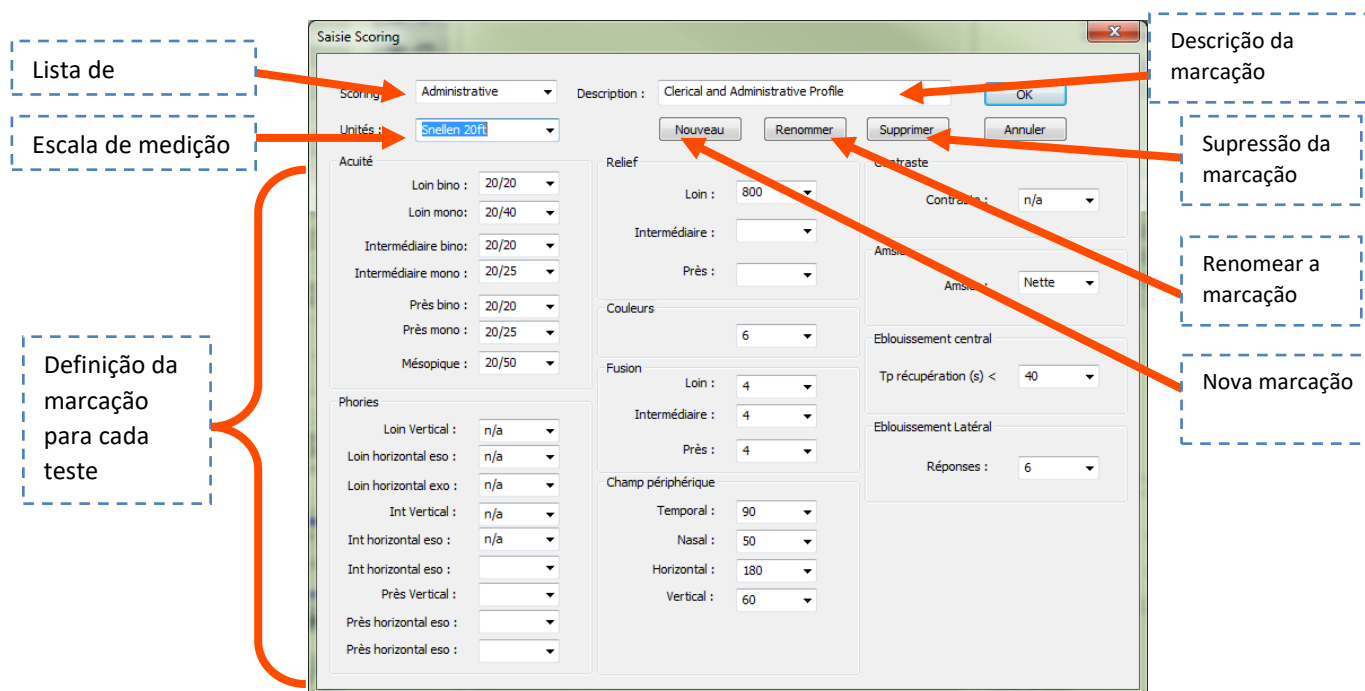 Saisie Scoring
Lista de
Escala de medição
Definição da
marcação
para cada
teste
Scoring
Administrative
Description :
Clerical and Administrative Profile
OK
Unités :
Snellen 20ft
Nouveau
Renommer
Supprimer
Annuler
Acuité
Loin bino :
20/20
Loin mono:
20/40
Intermédiaire bino:
20/20
Intermédiaire mono :
20/25
Près bino :
20/20
Près mono :
20/25
Mésopique :
20/50
Phories
Loin Vertical :
n/a
Loin horizontal eso :
n/a
Loin horizontal exo :
n/a
Int Vertical :
n/a
Int horizontal eso :
n/a
Int horizontal eso :
Près Vertical :
Près horizontal eso :
Près horizontal eso :
Relief
Loin :
800
Intermédiaire :
Près :
Couleurs
6
Fusion
Loin :
4
Intermédiaire :
4
Près :
4
Champ périphérique
Temporal :
90
Nasal :
50
Horizontal :
180
Vertical :
60
Contraste
Contraste :
n/a
Amsler
Amsler :
Nette
Eblouissement central
Tp récupération (s) <
40
Eblouissement Latéral
Réponses :
6
Descrição da
marcação
Supressão da
marcação
Renomear a
marcação
Nova marcação